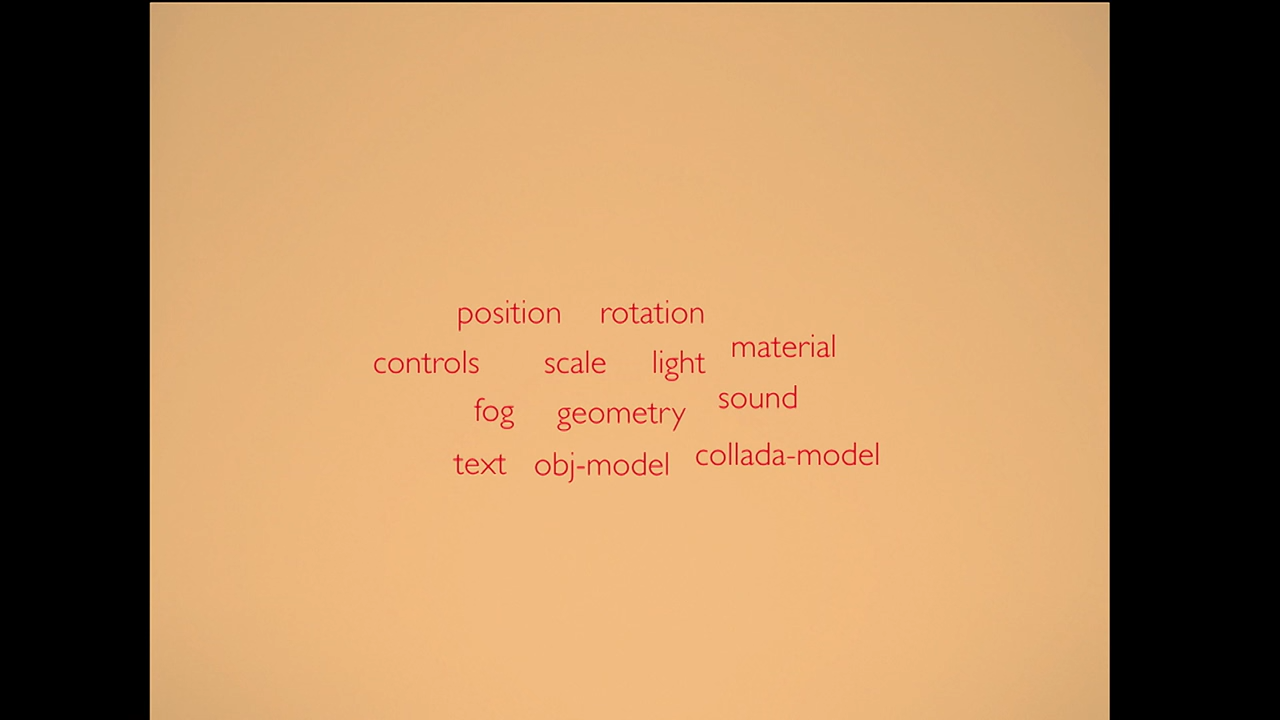 position rotation
controls scale light material
fog geometry sound
text obj-model collada-model